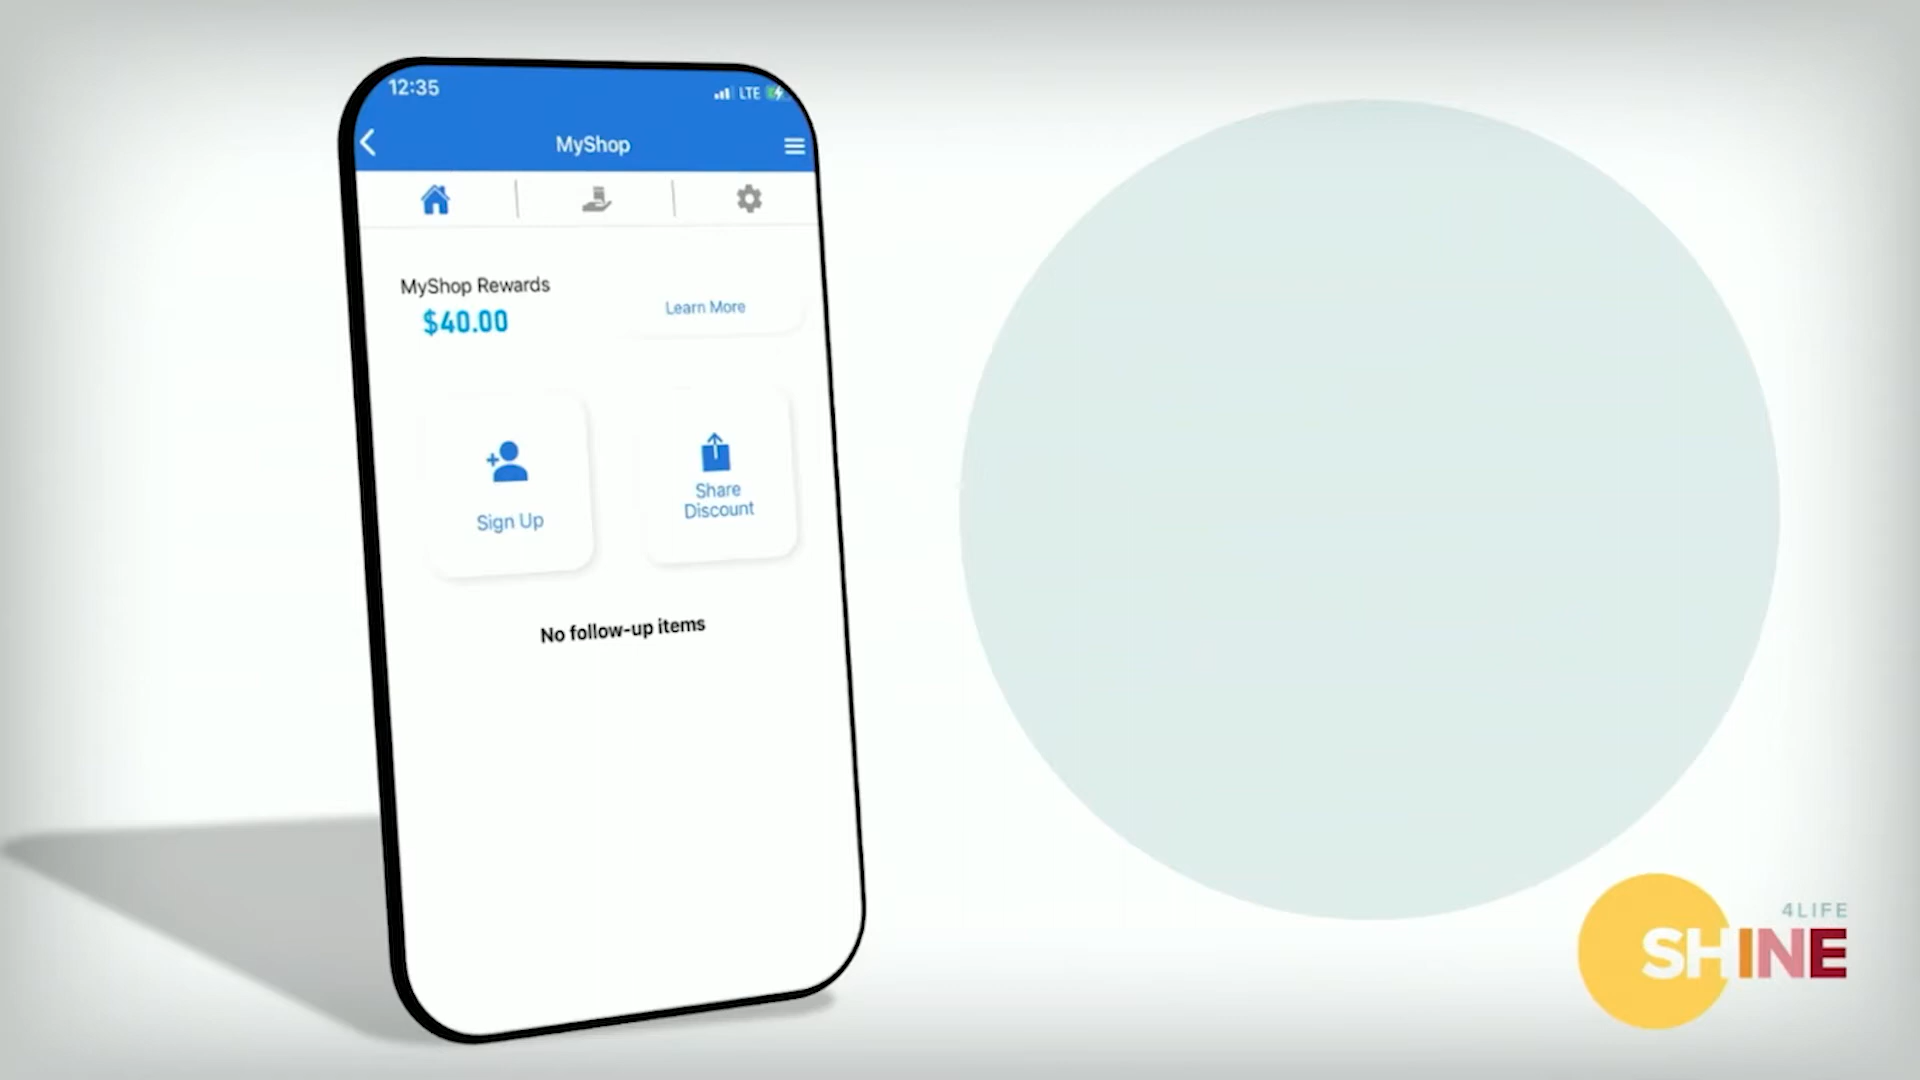 12:35
LTE
MyShop
MyShop Rewards
$40.00
Learn More
Sign Up
Share
Discount
No follow-up items
4LIFE
SHINE